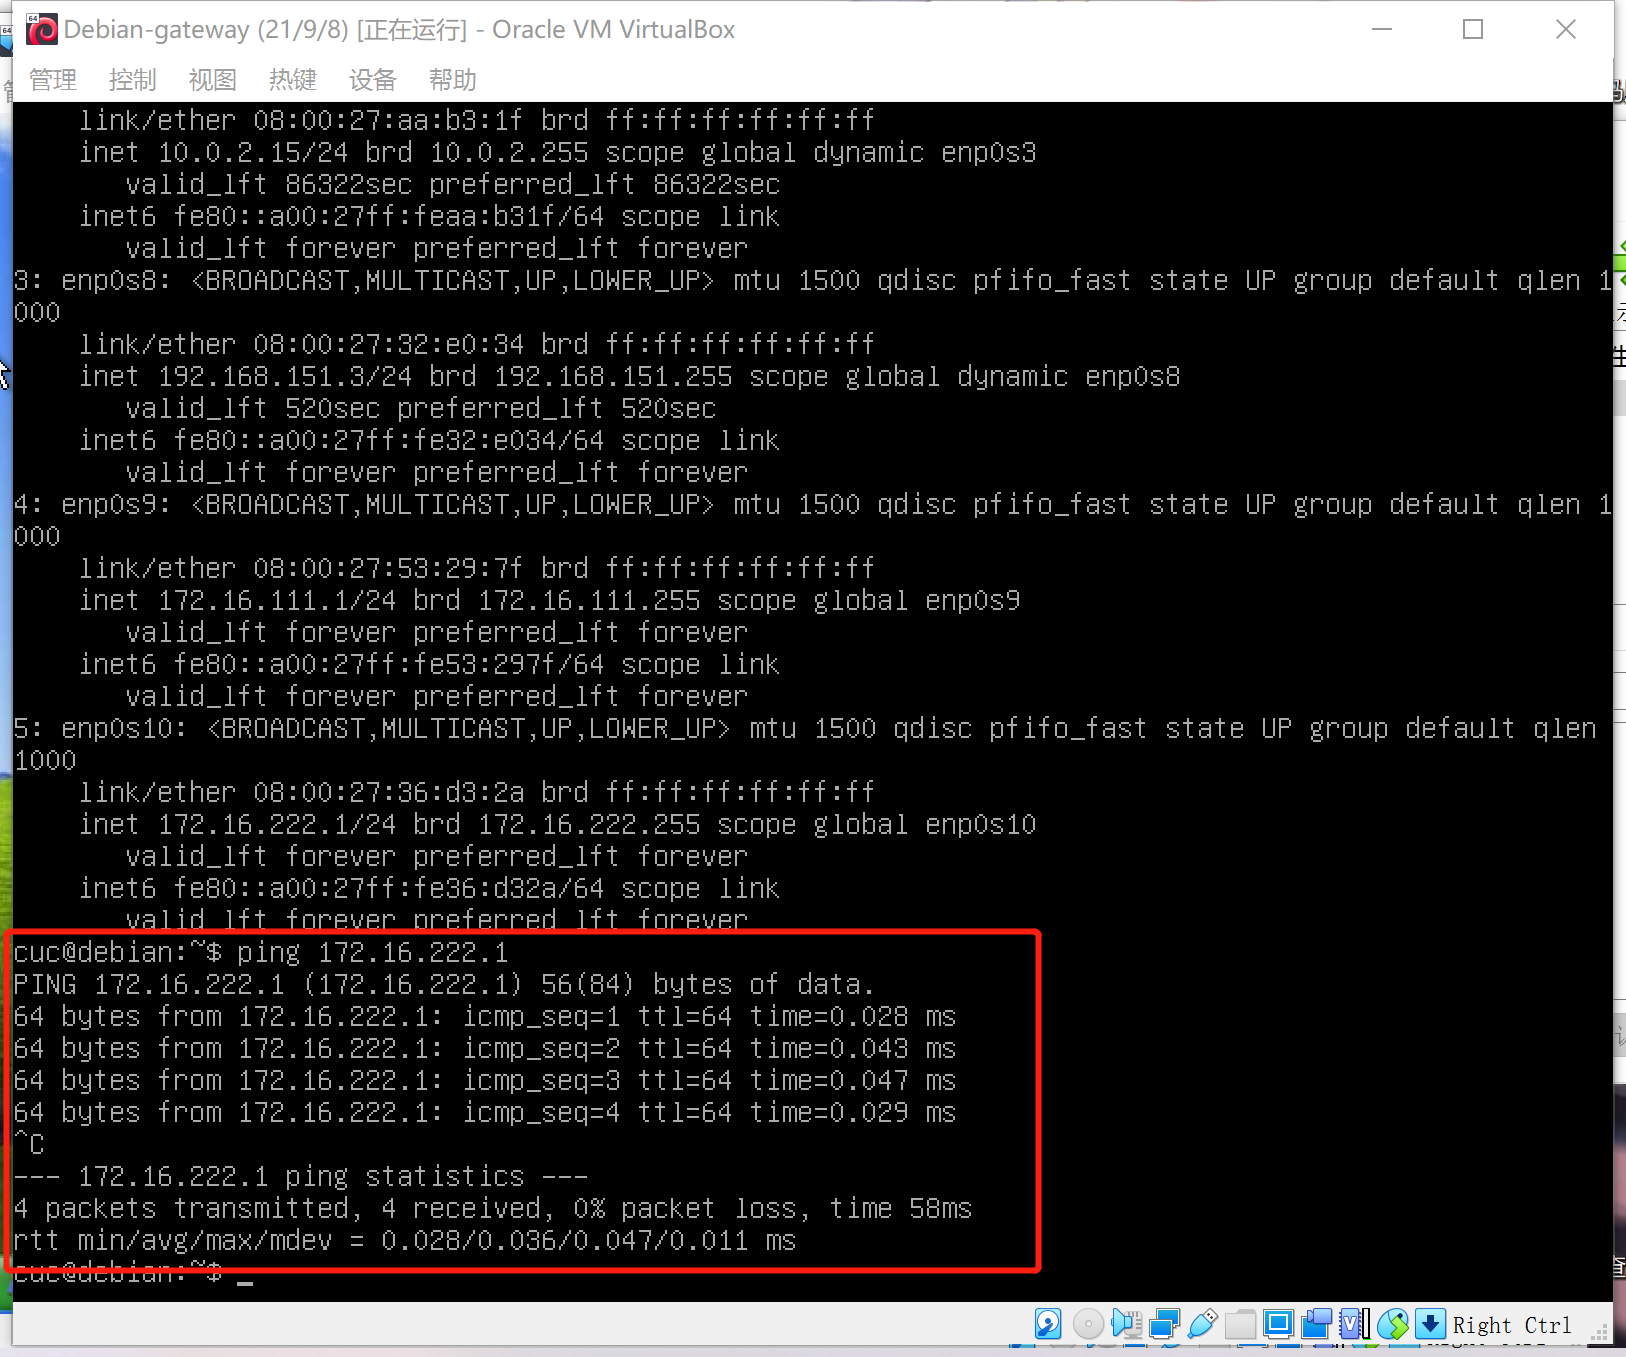 Debian-gateway (21/9/8) [正在运行] - Oracle VM VirtualBox
管理 控制 视图 热键 设备 帮助
link/ether 08:00:27:aa:b3:1f brd ff:ff:ff:ff:ff:ff
inet 10.0.2.15/24 brd 10.0.2.255 scope global dynamic enp0s3
valid_lft 86322sec preferred_lft 86322sec
inet6 fe80::a00:27ff:feaa:b31f/64 scope link
valid_lft forever preferred_lft forever
3: enp0s8: <BROADCAST,MULTICAST,UP,LOWER_UP> mtu 1500 qdisc pfifo_fast state UP group default qlen 1
000
link/ether 08:00:27:32:e0:34 brd ff:ff:ff:ff:ff:ff
inet 192.168.151.3/24 brd 192.168.151.255 scope global dynamic enp0s8
valid_lft 520sec preferred_lft 520sec
inet6 fe80::a00:27ff:fe32:e034/64 scope link
valid_lft forever preferred_lft forever
4: enp0s9: <BROADCAST,MULTICAST,UP,LOWER_UP> mtu 1500 qdisc pfifo_fast state UP group default qlen 1
000
link/ether 08:00:27:53:29:7f brd ff:ff:ff:ff:ff:ff
inet 172.16.111.1/24 brd 172.16.111.255 scope global enp0s9
valid_lft forever preferred_lft forever
inet6 fe80::a00:27ff:fe53:297f/64 scope link
valid_lft forever preferred_lft forever
5: enp0s10: <BROADCAST,MULTICAST,UP,LOWER_UP> mtu 1500 qdisc pfifo_fast state UP group default qlen
1000
link/ether 08:00:27:36:d3:2a brd ff:ff:ff:ff:ff:ff
inet 172.16.222.1/24 brd 172.16.222.255 scope global enp0s10
valid_lft forever preferred_lft forever
inet6 fe80::a00:27ff:fe36:d32a/64 scope link
valid_lft forever preferred_lft forever
cuc@debian:~$ ping 172.16.222.1
PING 172.16.222.1 (172.16.222.1) 56(84) bytes of data.
64 bytes from 172.16.222.1: icmp_seq=1 ttl=64 time=0.028 ms
64 bytes from 172.16.222.1: icmp_seq=2 ttl=64 time=0.043 ms
64 bytes from 172.16.222.1: icmp_seq=3 ttl=64 time=0.047 ms
64 bytes from 172.16.222.1: icmp_seq=4 ttl=64 time=0.029 ms
^C
--- 172.16.222.1 ping statistics ---
4 packets transmitted, 4 received, 0% packet loss, time 58ms
rtt min/avg/max/mdev = 0.028/0.036/0.047/0.011 ms
cuc@debian:~$ _
Right Ctrl